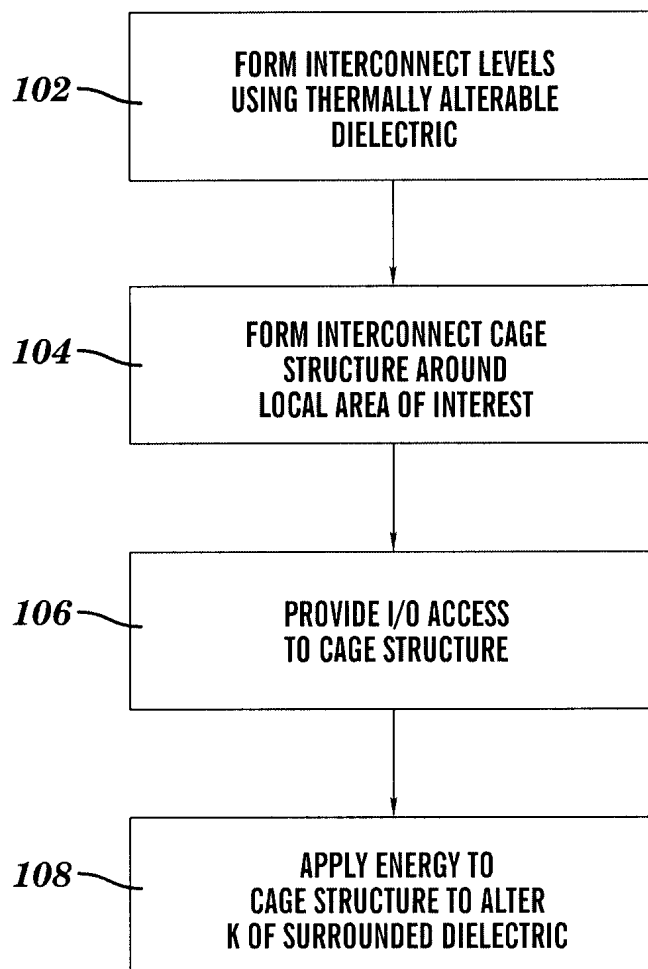 102
FORM INTERCONNECT LEVELS
USING THERMALLY ALTERABLE
DIELECTRIC
104
FORM INTERCONNECT CAGE
STRUCTURE AROUND
LOCAL AREA OF INTEREST
106
PROVIDE I/O ACCESS
TO CAGE STRUCTURE
108
APPLY ENERGY TO
CAGE STRUCTURE TO ALTER
K OF SURROUNDED DIELECTRIC